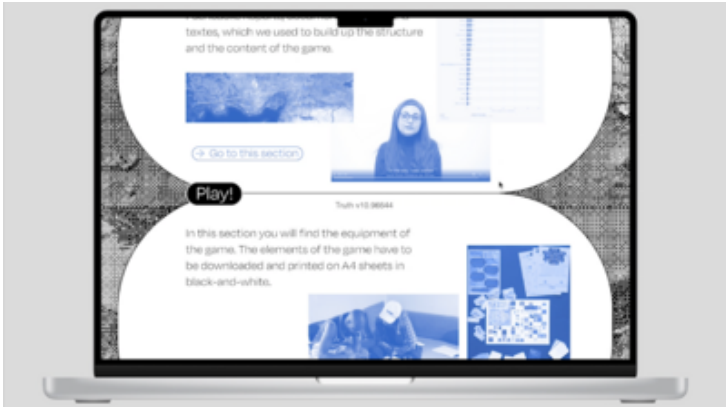 textes, which we used to build up the structure
and the content of the game.
→ Go to this section
Play!
Truth v10.98644
In this section you will find the equipment of
the game. The elements of the game have to
be downloaded and printed on A4 sheets in
black-and-white.